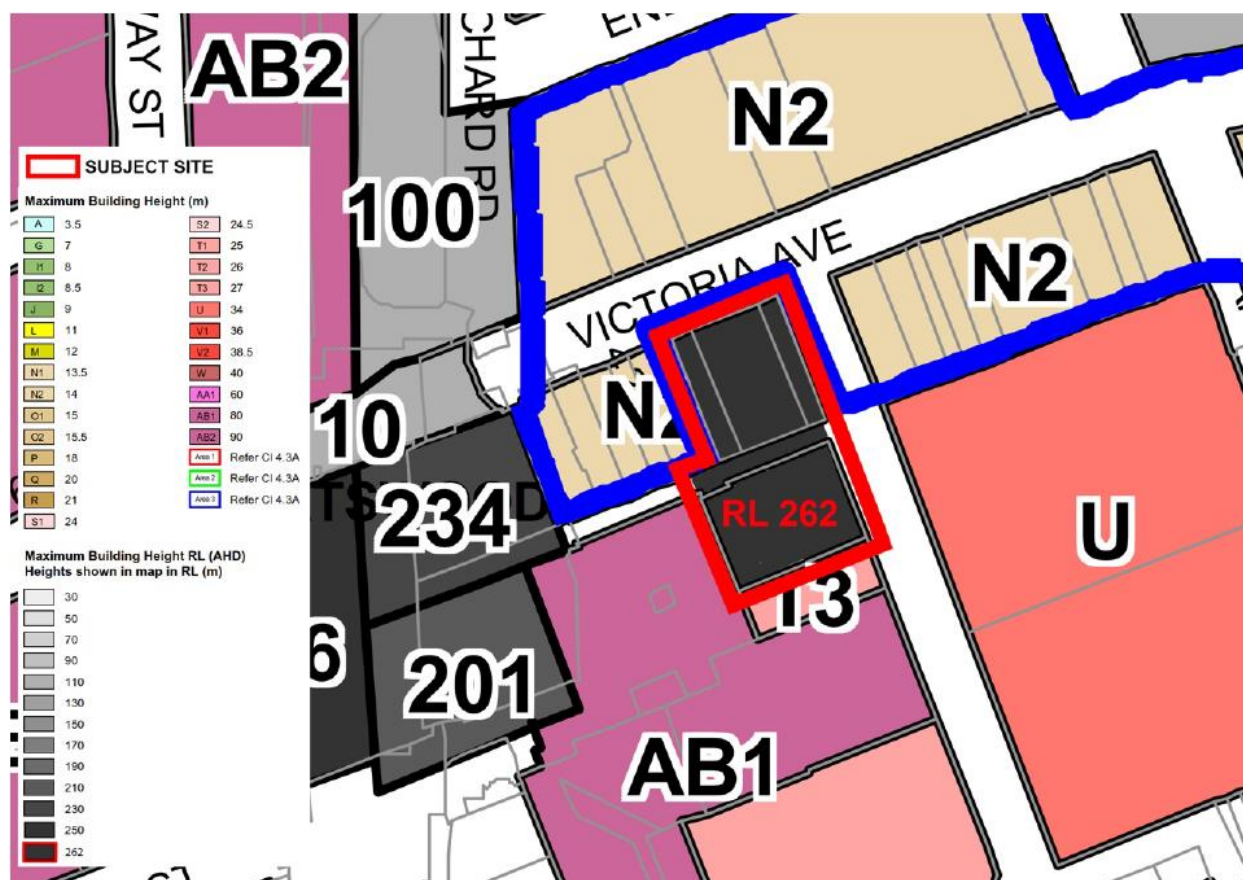 WAY ST
AB2
CHARD RD
N2
100
VICTORIA AVE
N2
N2
10
234
RL 262
U
T3
6
201
AB1
SUBJECT SITE
Maximum Building Height (m)
A 3.5
G 7
I1 8
I2 8.5
J 9
L 11
M 12
N1 13.5
N2 14
O1 15
O2 15.5
P 18
Q 20
R 21
S1 24
S2 24.5
T1 25
T2 26
T3 27
U 34
V1 36
V2 38.5
W 40
AA1 60
AB1 80
AB2 90
Area 1 Refer Cl 4.3A
Area 2 Refer Cl 4.3A
Area 3 Refer Cl 4.3A
Maximum Building Height RL (AHD)
Heights shown in map in RL (m)
30
50
70
90
110
130
150
170
190
210
230
250
262